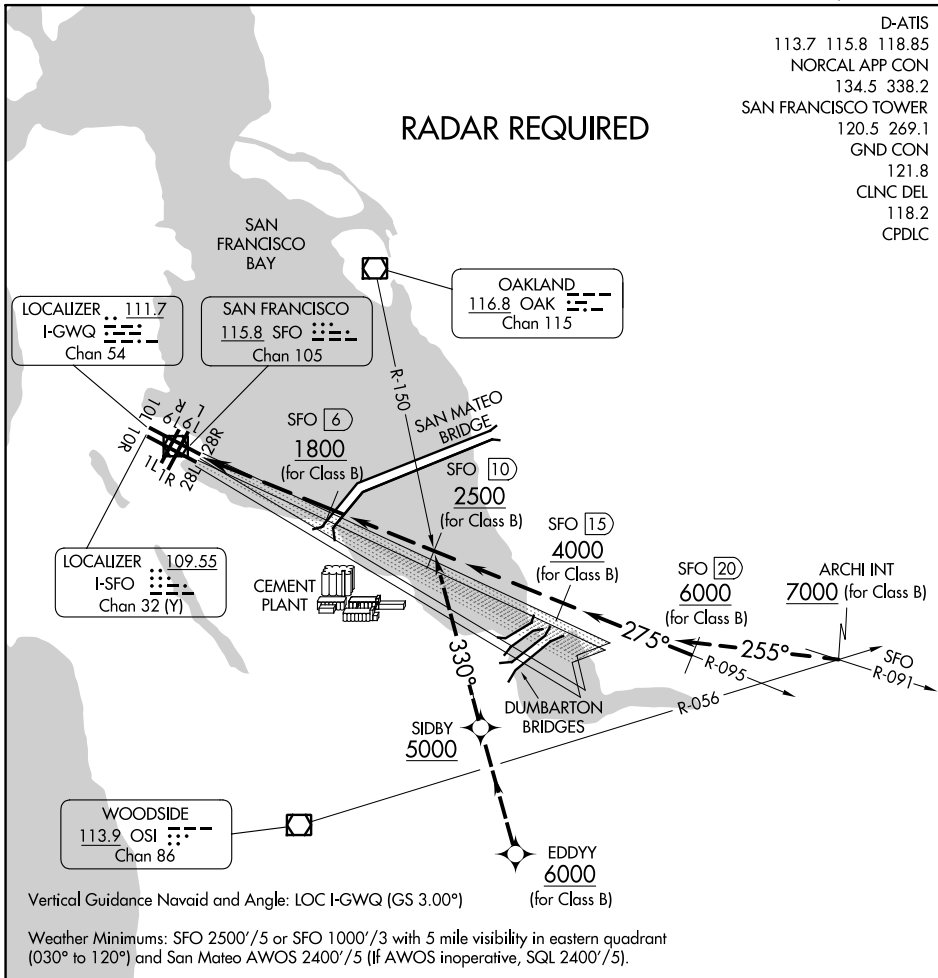 D-ATIS
113.7 115.8 118.85
NORCAL APP CON
134.5 338.2
SAN FRANCISCO TOWER
120.5 269.1
GND CON
121.8
CLNC DEL
118.2
CPDLC
RADAR REQUIRED
SAN
FRANCISCO
BAY
OAKLAND
116.8 OAK
Chan 115
LOCALIZER 111.7
I-GWQ
Chan 54
SAN FRANCISCO
115.8 SFO
Chan 105
R-150
SAN MATEO
BRIDGE
10L
10R
19L
19R
1L
1R
28L
28R
SFO 6
1800
(for Class B)
SFO 10
2500
(for Class B)
SFO 15
4000
(for Class B)
SFO 20
6000
(for Class B)
ARCHI INT
7000 (for Class B)
LOCALIZER 109.55
I-SFO
Chan 32 (Y)
CEMENT
PLANT
330°
275°
R-095
255°
SFO
R-091
R-056
DUMBARTON
BRIDGES
SIDBY
5000
WOODSIDE
113.9 OSI
Chan 86
EDDYY
6000
(for Class B)
Vertical Guidance Navaid and Angle: LOC I-GWQ (GS 3.00°)
Weather Minimums: SFO 2500'/5 or SFO 1000'/3 with 5 mile visibility in eastern quadrant
(030° to 120°) and San Mateo AWOS 2400'/5 (If AWOS inoperative, SQL 2400'/5).